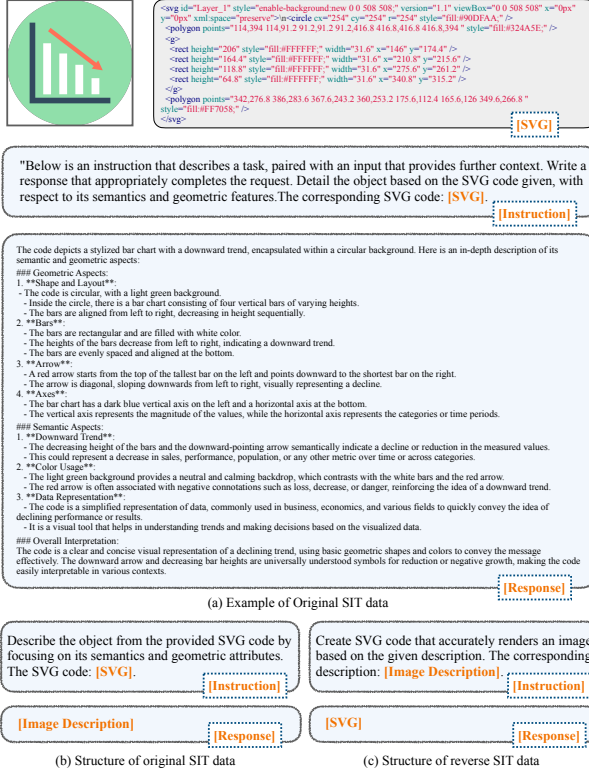 <svg id="Layer_1" style="enable-background:new 0 0 508 508;" version="1.1" viewBox="0 0 508 508" x="0px"
y="0px" xml:space="preserve">\n<circle cx="254" cy="254" r="254" style="fill:#90DFAA;" />
<polygon points="114,394 114,91.2 91.2,91.2 91.2,416.8 416.8,416.8 416.8,394 " style="fill:#324A5E;" />
<g>
<rect height="206" style="fill:#FFFFFF;" width="31.6" x="146" y="174.4" />
<rect height="164.4" style="fill:#FFFFFF;" width="31.6" x="210.8" y="215.6" />
<rect height="118.8" style="fill:#FFFFFF;" width="31.6" x="275.6" y="261.2" />
<rect height="64.8" style="fill:#FFFFFF;" width="31.6" x="340.8" y="315.2" />
</g>
<polygon points="342,276.8 386,283.6 367.6,243.2 360,253.2 175.6,112.4 165.6,126 349.6,266.8 "
style="fill:#FF7058;" />
</svg>
[SVG]
"Below is an instruction that describes a task, paired with an input that provides further context. Write a
response that appropriately completes the request. Detail the object based on the SVG code given, with
respect to its semantics and geometric features.The corresponding SVG code: [SVG].
[Instruction]
The code depicts a stylized bar chart with a downward trend, encapsulated within a circular background. Here is an in-depth description of its
semantic and geometric aspects:
### Geometric Aspects:
1. **Shape and Layout**:
- The code is circular, with a light green background.
- Inside the circle, there is a bar chart consisting of four vertical bars of varying heights.
- The bars are aligned from left to right, decreasing in height sequentially.
2. **Bars**:
- The bars are rectangular and are filled with white color.
- The heights of the bars decrease from left to right, indicating a downward trend.
- The bars are evenly spaced and aligned at the bottom.
3. **Arrow**:
- A red arrow starts from the top of the tallest bar on the left and points downward to the shortest bar on the right.
- The arrow is diagonal, sloping downwards from left to right, visually representing a decline.
4. **Axes**:
- The bar chart has a dark blue vertical axis on the left and a horizontal axis at the bottom.
- The vertical axis represents the magnitude of the values, while the horizontal axis represents the categories or time periods.
### Semantic Aspects:
1. **Downward Trend**:
- The decreasing height of the bars and the downward-pointing arrow semantically indicate a decline or reduction in the measured values.
- This could represent a decrease in sales, performance, population, or any other metric over time or across categories.
2. **Color Usage**:
- The light green background provides a neutral and calming backdrop, which contrasts with the white bars and the red arrow.
- The red arrow is often associated with negative connotations such as loss, decrease, or danger, reinforcing the idea of a downward trend.
3. **Data Representation**:
- The code is a simplified representation of data, commonly used in business, economics, and various fields to quickly convey the idea of
declining performance or results.
- It is a visual tool that helps in understanding trends and making decisions based on the visualized data.
### Overall Interpretation:
The code is a clear and concise visual representation of a declining trend, using basic geometric shapes and colors to convey the message
effectively. The downward arrow and decreasing bar heights are universally understood symbols for reduction or negative growth, making the code
easily interpretable in various contexts.
[Response]
(a) Example of Original SIT data
Describe the object from the provided SVG code by
focusing on its semantics and geometric attributes.
The SVG code: [SVG].
[Instruction]
[Image Description]
[Response]
(b) Structure of original SIT data
Create SVG code that accurately renders an image
based on the given description. The corresponding
description: [Image Description].
[Instruction]
[SVG]
[Response]
(c) Structure of reverse SIT data